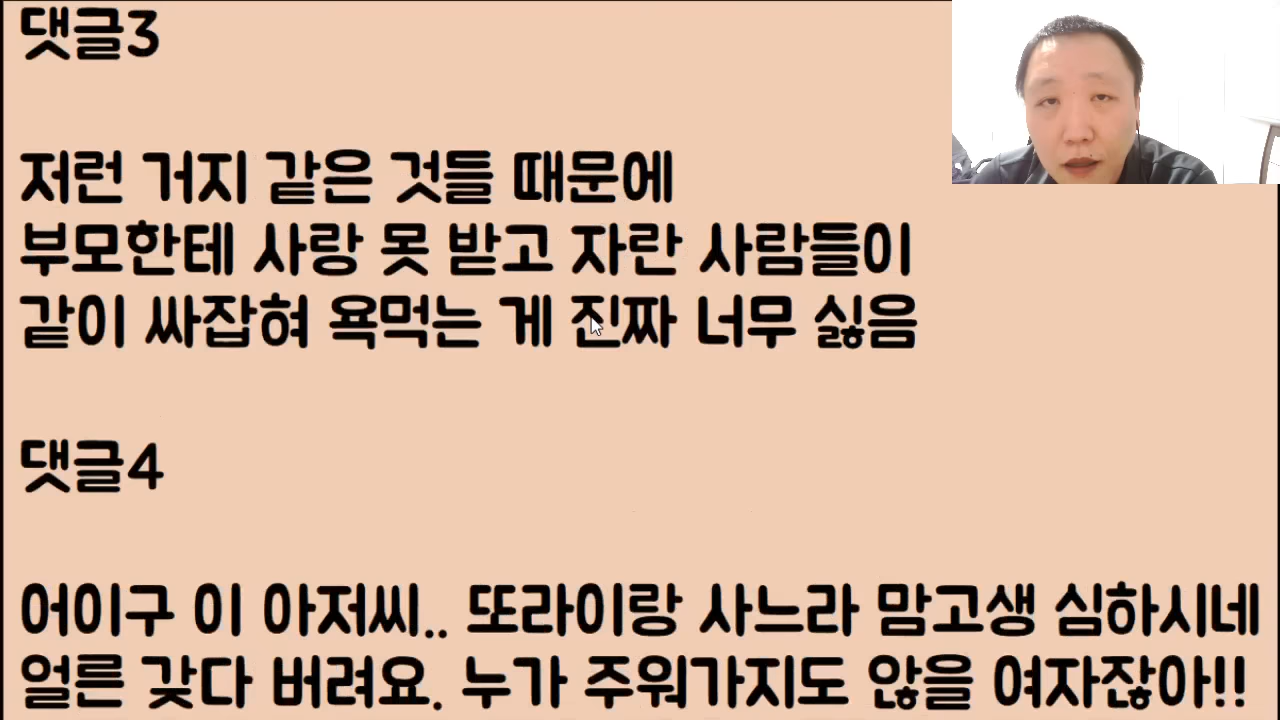 댓글3
저런 거지 같은 것들 때문에
부모한테 사랑 못 받고 자란 사람들이
같이 싸잡혀 욕먹는 게 진짜 너무 싫음
댓글4
어이구 이 아저씨.. 또라이랑 사느라 맘고생 심하시네
얼른 갖다 버려요. 누가 주워가지도 않을 여자잖아!!